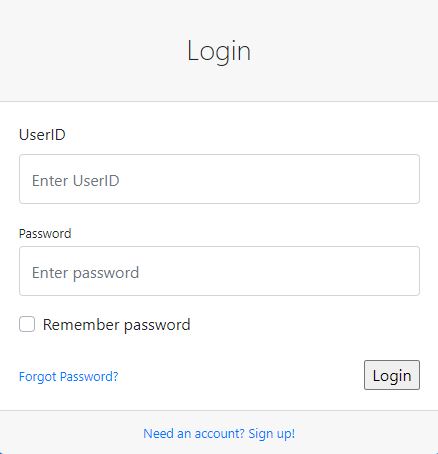 Login
UserID
Enter UserID
Password
Enter password
Remember password
Forgot Password?
Login
Need an account? Sign up!